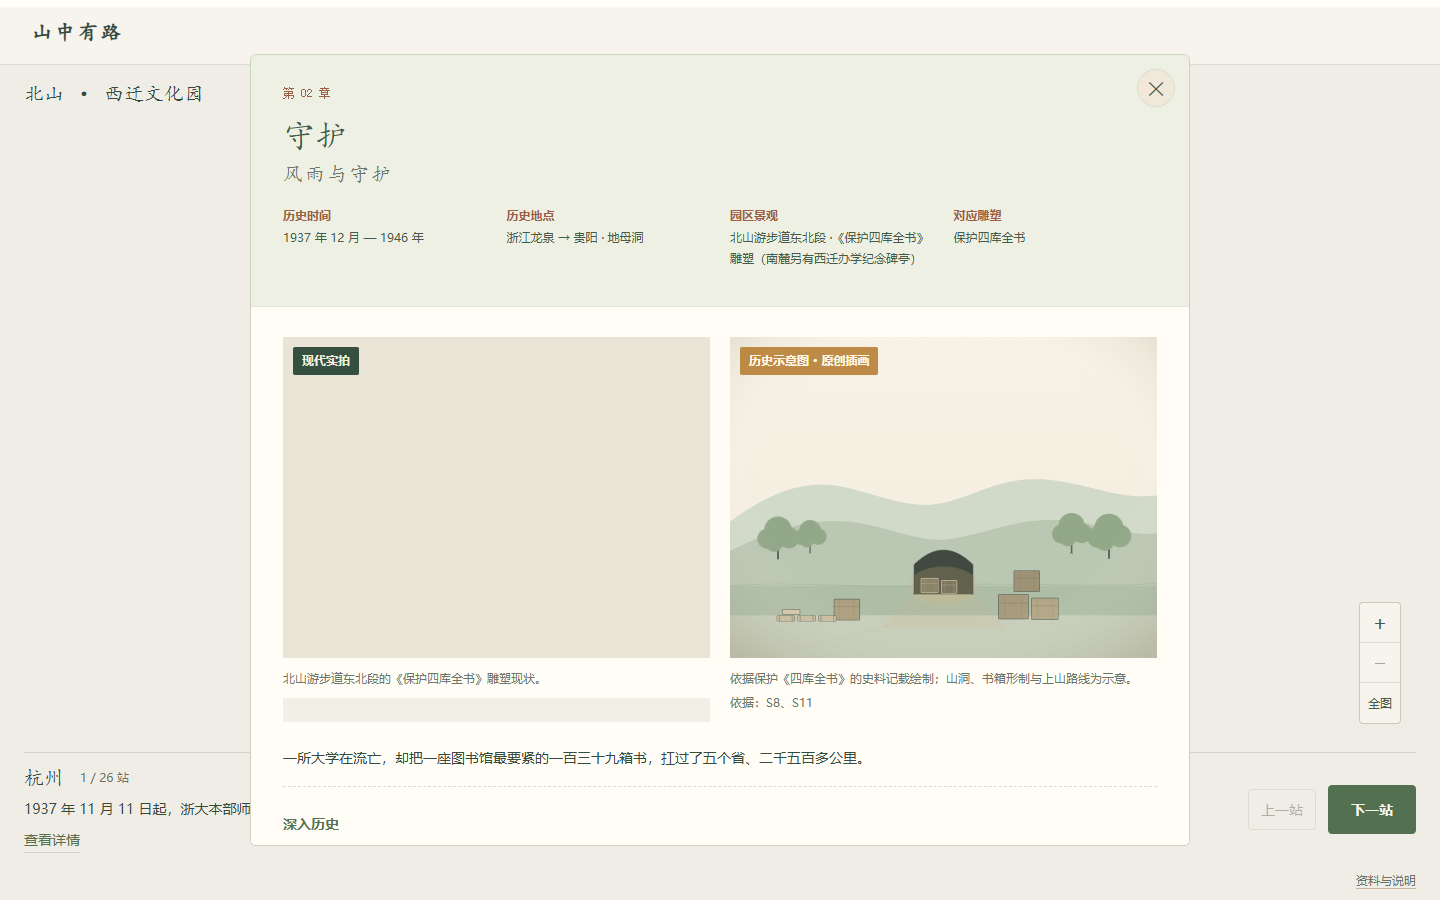 山中有路
北山 • 西迁文化园
第 02 章
守护
风雨与守护
历史时间
1937 年 12 月 — 1946 年
历史地点
浙江龙泉 → 贵阳 · 地母洞
园区景观
北山游步道东北段 ·《保护四库全书》
雕塑（南麓另有西迁办学纪念碑亭）
对应雕塑
保护四库全书
现代实拍
历史示意图 • 原创插画
北山游步道东北段的《保护四库全书》雕塑现状。
依据保护《四库全书》的史料记载绘制；山洞、书箱形制与上山路线为示意。
依据：S8、S11
一所大学在流亡，却把一座图书馆最要紧的一百三十九箱书，扛过了五个省、二千五百多公里。
深入历史
+
−
全图
杭州 1 / 26 站
1937 年 11 月 11 日起，浙大本部师
查看详情
上一站
下一站
资料与说明